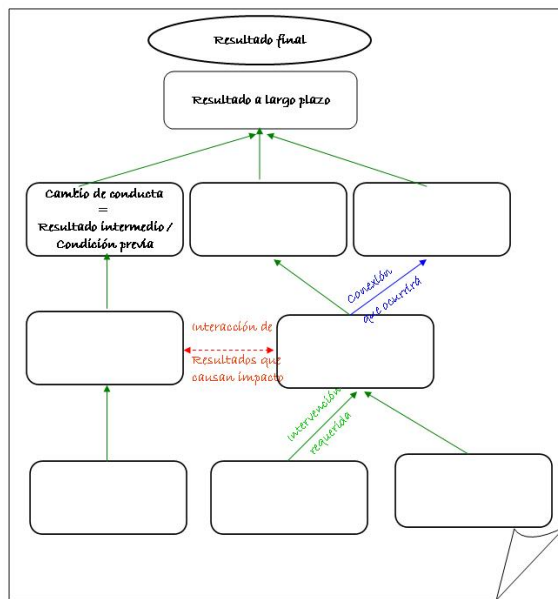 Resultado final
Resultado a largo plazo
Cambio de conducta
=
Resultado intermedio /
Condición previa
Conexión
que ocurrirá
Interacción de
Resultados que
causan impacto
Intervención
requerida